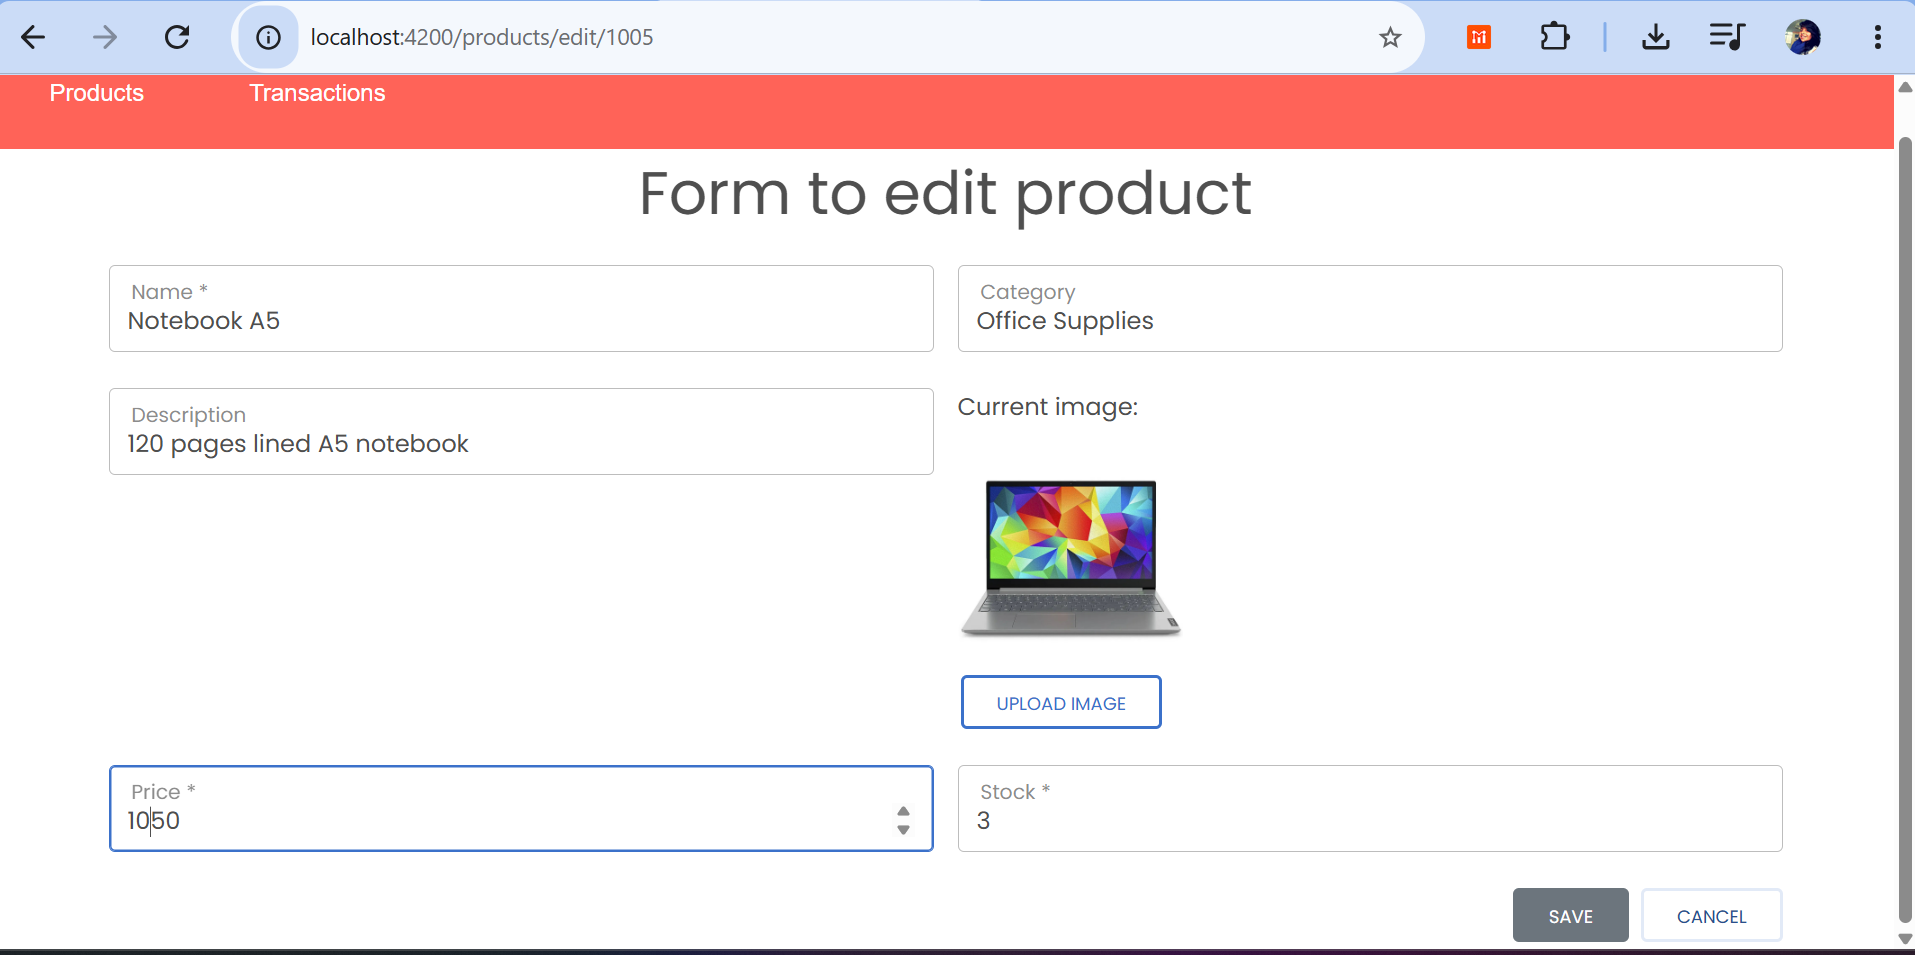 localhost:4200/products/edit/1005
Products Transactions
Form to edit product
Name *
Notebook A5
Category
Office Supplies
Description
120 pages lined A5 notebook
Current image:
UPLOAD IMAGE
Price *
1050
Stock *
3
SAVE CANCEL